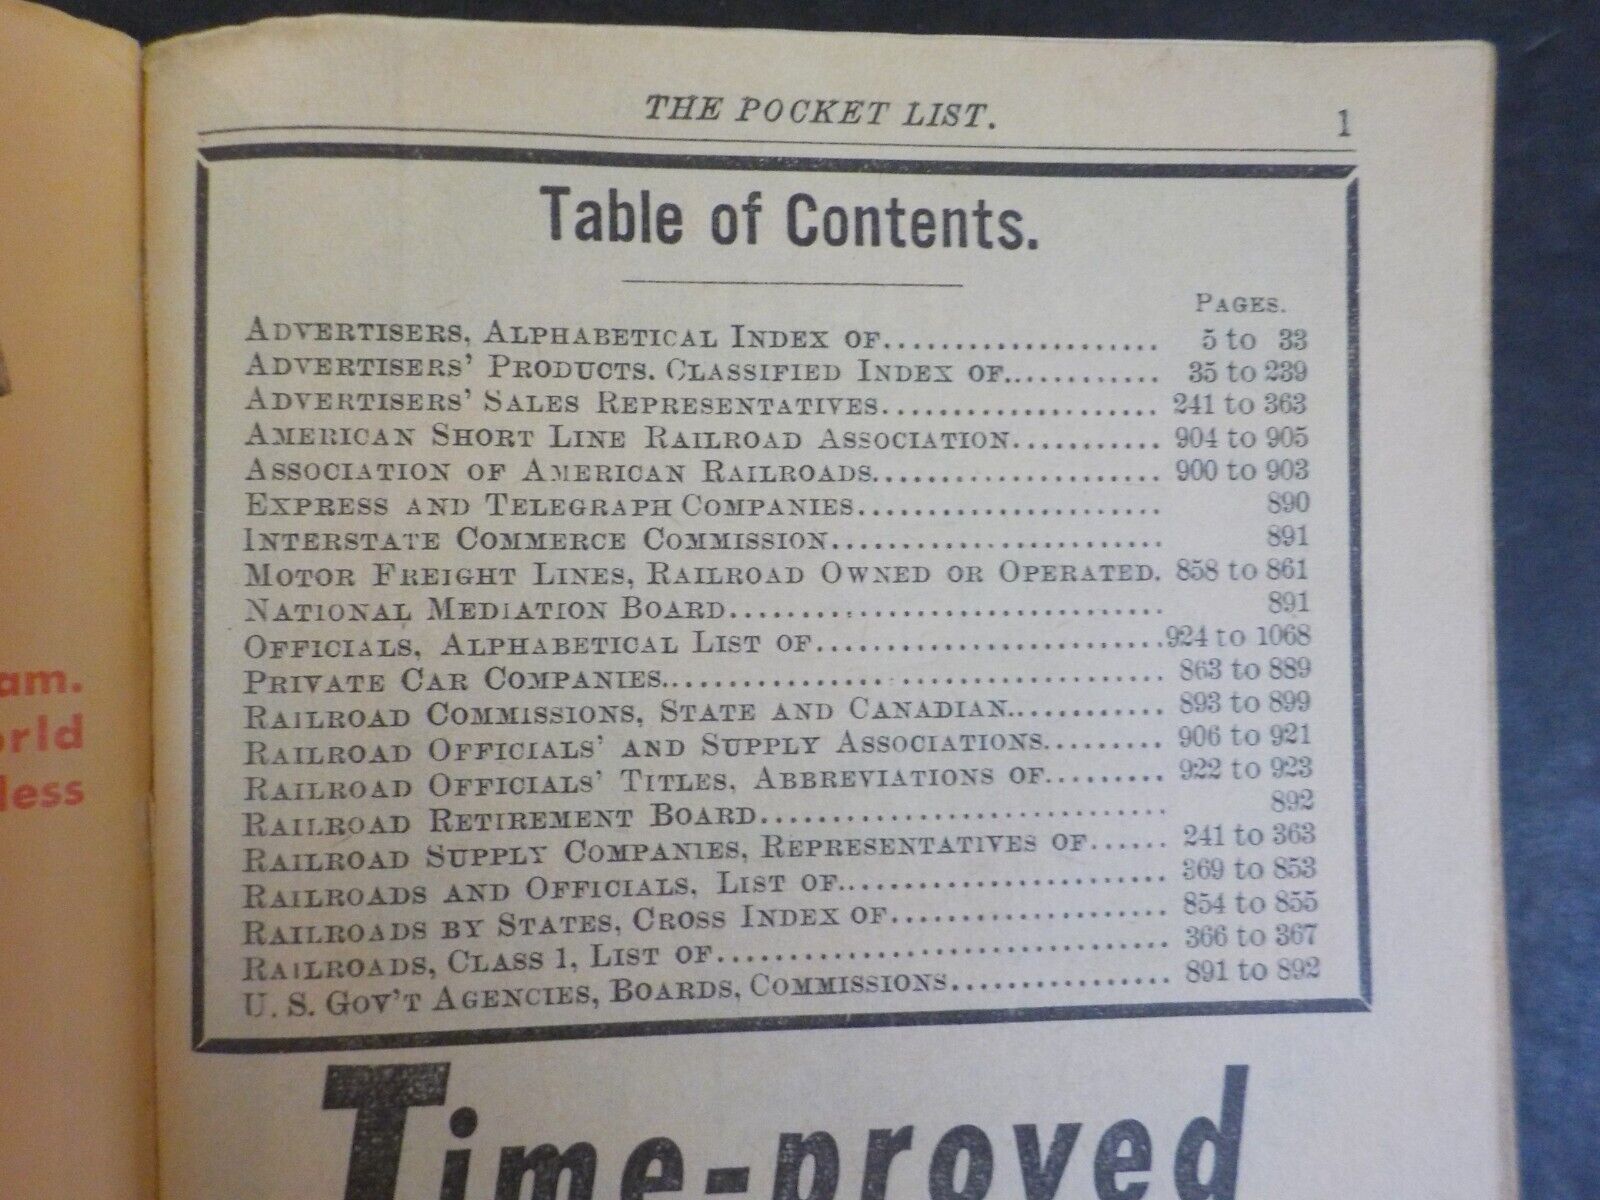 THE POCKET LIST. 1
Table of Contents.
PAGES.
ADVERTISERS, ALPHABETICAL INDEX OF..................... 5 to 33
ADVERTISERS' PRODUCTS. CLASSIFIED INDEX OF............ 35 to 239
ADVERTISERS' SALES REPRESENTATIVES..................... 241 to 363
AMERICAN SHORT LINE RAILROAD ASSOCIATION........... 904 to 905
ASSOCIATION OF AMERICAN RAILROADS...................... 900 to 903
EXPRESS AND TELEGRAPH COMPANIES....................... 890
INTERSTATE COMMERCE COMMISSION......................... 891
MOTOR FREIGHT LINES, RAILROAD OWNED OR OPERATED. 858 to 861
NATIONAL MEDIATION BOARD................................. 891
OFFICIALS, ALPHABETICAL LIST OF..........................924 to 1068
PRIVATE CAR COMPANIES...................................... 863 to 889
RAILROAD COMMISSIONS, STATE AND CANADIAN............ 893 to 899
RAILROAD OFFICIALS' AND SUPPLY ASSOCIATIONS......... 906 to 921
RAILROAD OFFICIALS' TITLES, ABBREVIATIONS OF......... 922 to 923
RAILROAD RETIREMENT BOARD............................... 892
RAILROAD SUPPLY COMPANIES, REPRESENTATIVES OF...... 241 to 363
RAILROADS AND OFFICIALS, LIST OF......................... 369 to 853
RAILROADS BY STATES, CROSS INDEX OF..................... 854 to 855
RAILROADS, CLASS 1, LIST OF................................ 366 to 367
U. S. GOV'T AGENCIES, BOARDS, COMMISSIONS................ 891 to 892
Time-proved
am.
orld
less